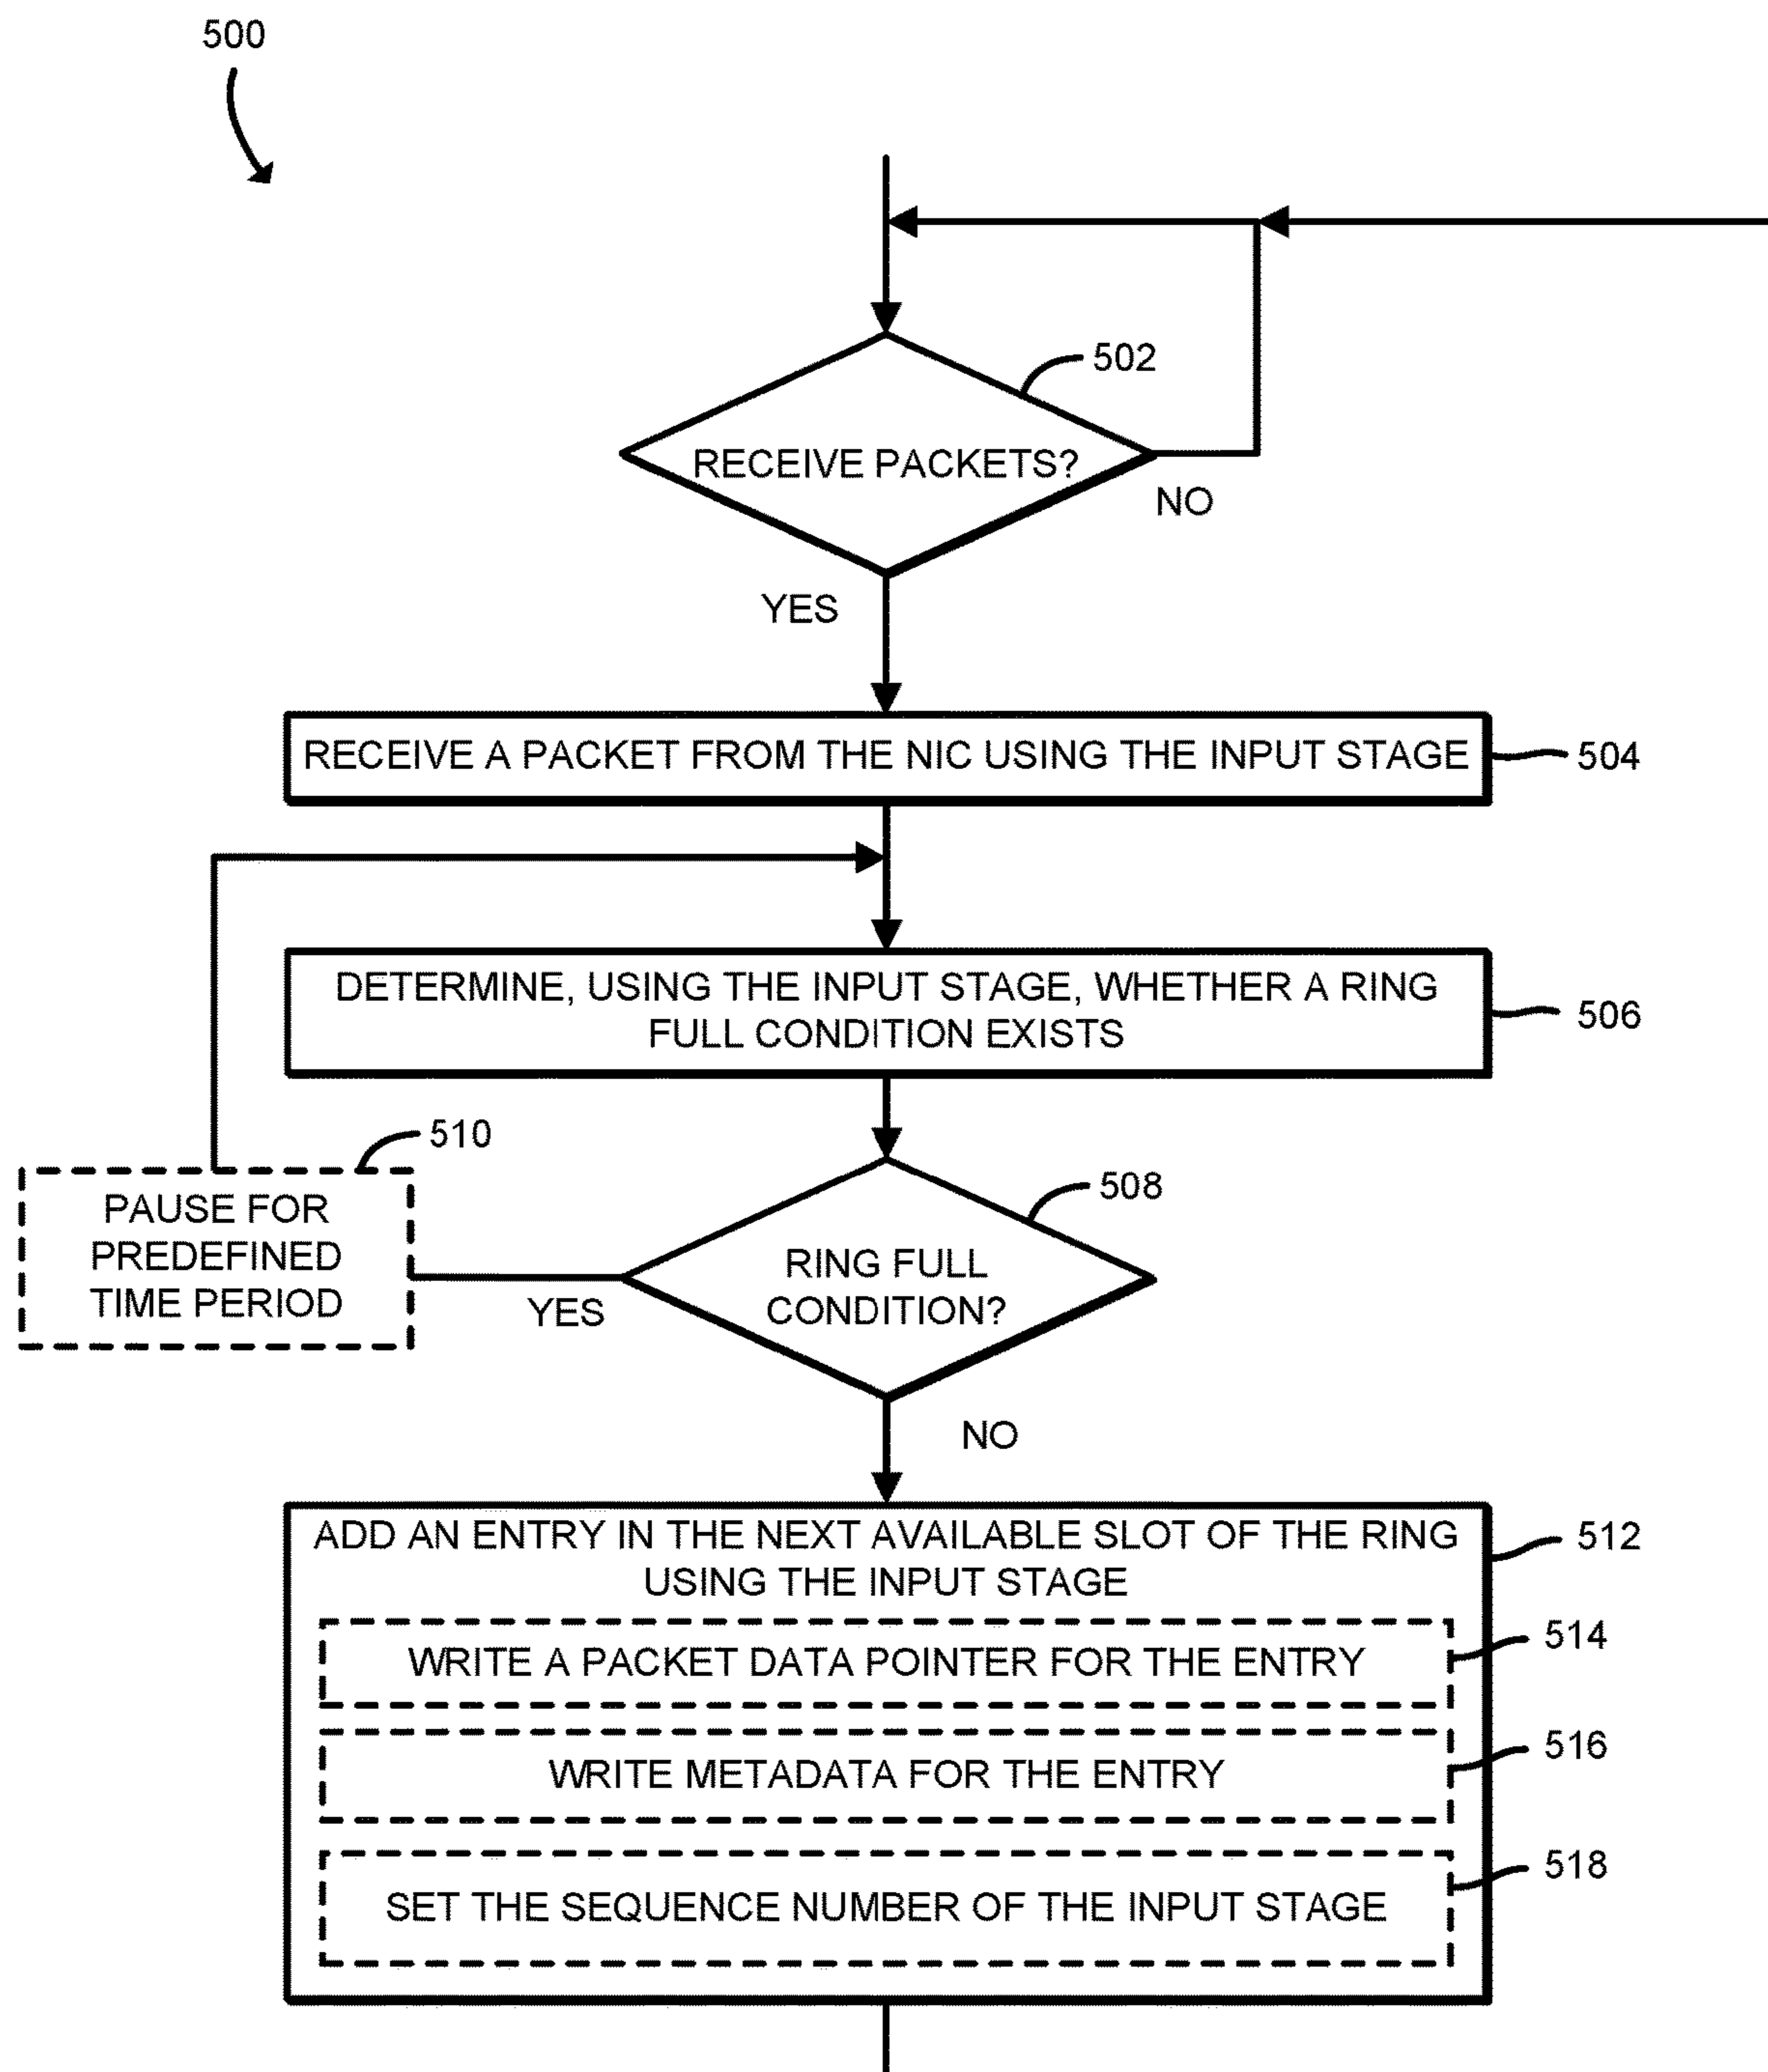 500
502
RECEIVE PACKETS?
NO
YES
RECEIVE A PACKET FROM THE NIC USING THE INPUT STAGE
504
DETERMINE, USING THE INPUT STAGE, WHETHER A RING
FULL CONDITION EXISTS
506
510
PAUSE FOR
PREDEFINED
TIME PERIOD
508
RING FULL
CONDITION?
YES
NO
ADD AN ENTRY IN THE NEXT AVAILABLE SLOT OF THE RING
USING THE INPUT STAGE
512
WRITE A PACKET DATA POINTER FOR THE ENTRY
514
WRITE METADATA FOR THE ENTRY
516
SET THE SEQUENCE NUMBER OF THE INPUT STAGE
518